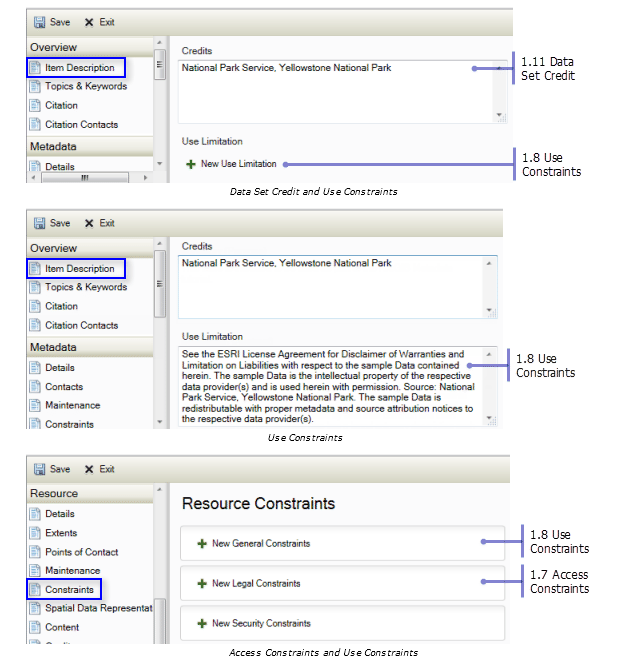 Save Exit
Overview
Item Description
Topics & Keywords
Citation
Citation Contacts
Metadata
Details
Credits
National Park Service, Yellowstone National Park
Use Limitation
New Use Limitation
1.11 Data
Set Credit
1.8 Use
Constraints
Data Set Credit and Use Constraints
Save Exit
Overview
Item Description
Topics & Keywords
Citation
Citation Contacts
Metadata
Details
Contacts
Maintenance
Constraints
Credits
National Park Service, Yellowstone National Park
Use Limitation
See the ESRI License Agreement for Disclaimer of Warranties and
Limitation on Liabilities with respect to the sample Data contained
herein. The sample Data is the intellectual property of the respective
data provider(s) and is used herein with permission. Source: National
Park Service, Yellowstone National Park. The sample Data is
redistributable with proper metadata and source attribution notices to
the respective data provider(s).
1.8 Use
Constraints
Use Constraints
Save Exit
Resource
Details
Extents
Points of Contact
Maintenance
Constraints
Spatial Data Representat
Content
Resource Constraints
New General Constraints
New Legal Constraints
New Security Constraints
1.8 Use
Constraints
1.7 Access
Constraints
Access Constraints and Use Constraints